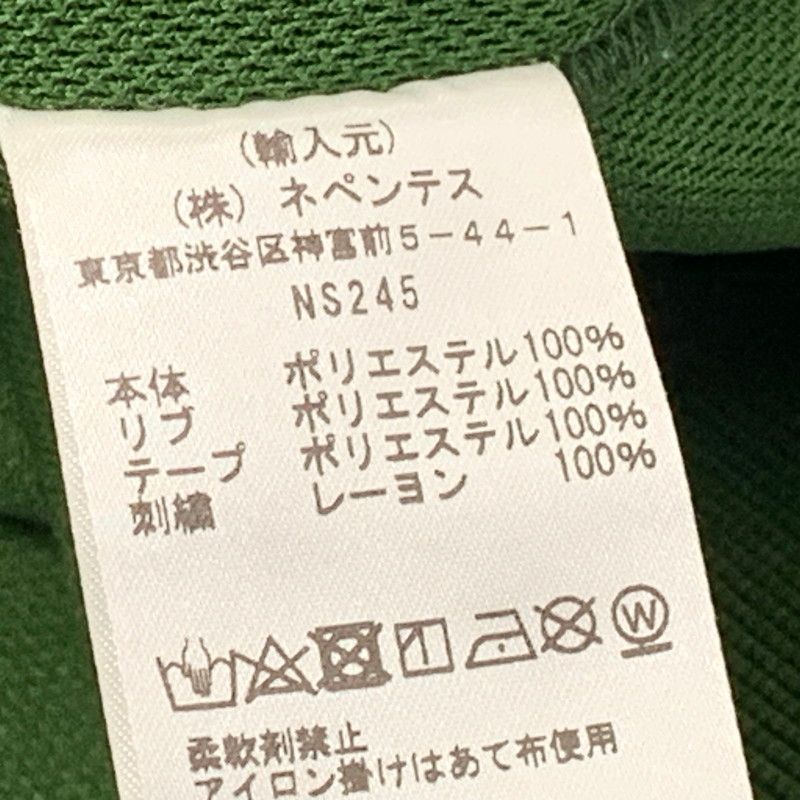 (輸入元)
(株) ネペンテス
東京都渋谷区神宮前5-44-1
NS245
本体 ポリエステル100%
リブ ポリエステル100%
テープ ポリエステル100%
刺繍 レーヨン 100%
W
柔軟剤禁止
アイロン掛けはあて布使用